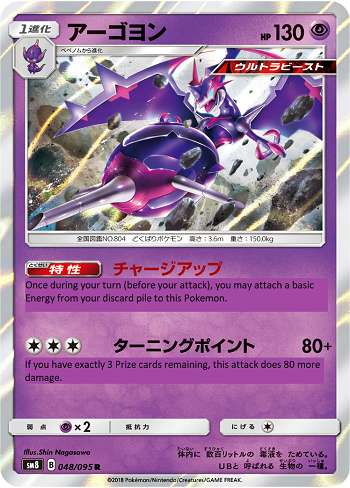 1進化 アーゴヨン HP 130
ベベノムから進化
ウルトラビースト
全国図鑑NO.804 どくばりポケモン 高さ:3.6m 重さ:150.0kg
とくせい
特性 チャージアップ
Once during your turn (before your attack), you may attach a basic
Energy from your discard pile to this Pokemon.
ターニングポイント 80+
If you have exactly 3 Prize cards remaining, this attack does 80 more
damage.
弱点 ×2 抵抗力 にげる
Illus.Shin Nagasawa
SM8 B 048/095 R
体内に 数百リットルの 毒液を ためている。
UBと 呼ばれる 生物の 一種。
©2018 Pokémon/Nintendo/Creatures/GAME FREAK.